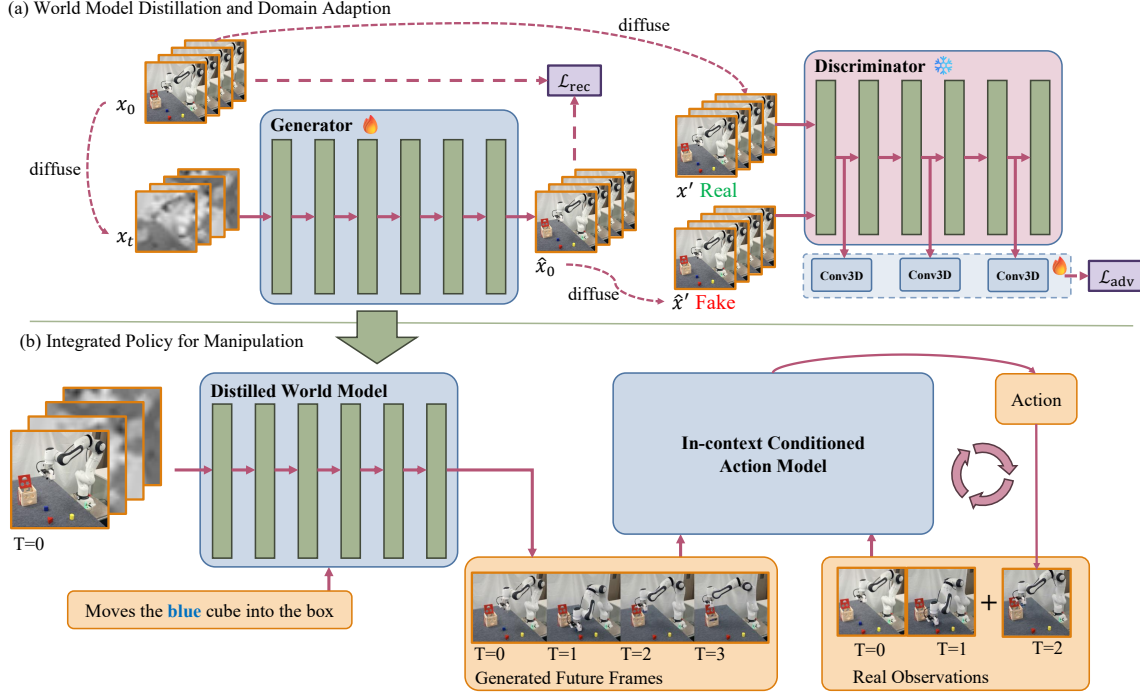 (a) World Model Distillation and Domain Adaption
diffuse
x₀
ℒrec
Discriminator
Generator
diffuse
x′ Real
xₜ
x̂₀
diffuse
x̂′ Fake
Conv3D
Conv3D
Conv3D
ℒadv
(b) Integrated Policy for Manipulation
Distilled World Model
Action
In-context Conditioned
Action Model
T=0
Moves the blue cube into the box
T=0
T=1
T=2
T=3
Generated Future Frames
T=0
T=1
+
T=2
Real Observations